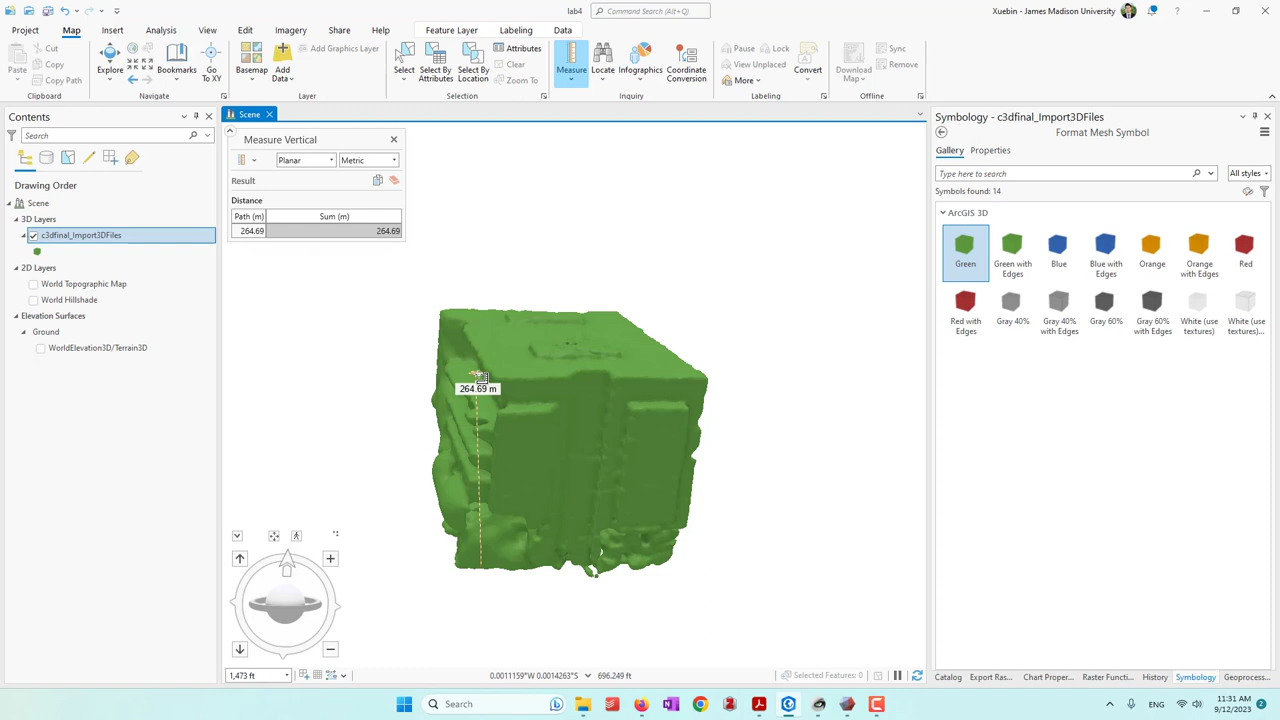 lab4
Command Search (Alt+Q)
Xuebin - James Madison University
?
Project Map Insert Analysis View Edit Imagery Share Help Feature Layer Labeling Data
Paste
Cut
Copy
Copy Path
Clipboard
Explore
Bookmarks
Go To XY
Navigate
Basemap
Add Data
Add Graphics Layer
Layer
Select
Select By Attributes
Select By Location
Attributes
Clear
Zoom To
Selection
Measure
Locate
Infographics
Coordinate Conversion
Inquiry
Pause
Lock
View Unplaced
More
Convert
Labeling
Download Map
Sync
Remove
Offline
Contents
Search
Drawing Order
Scene
3D Layers
c3dfinal_Import3DFiles
2D Layers
World Topographic Map
World Hillshade
Elevation Surfaces
Ground
WorldElevation3D/Terrain3D
Scene
Measure Vertical
Planar
Metric
Result
Distance
Path (m) Sum (m)
264.69 264.69
264.69 m
1,473 ft
0.0011159°W 0.0014263°S
696.249 ft
Selected Features: 0
Symbology - c3dfinal_Import3DFiles
Format Mesh Symbol
Gallery Properties
Type here to search
All styles
Symbols found: 14
ArcGIS 3D
Green
Green with Edges
Blue
Blue with Edges
Orange
Orange with Edges
Red
Red with Edges
Gray 40%
Gray 40% with Edges
Gray 60%
Gray 60% with Edges
White (use textures)
White (use textures)...
Catalog Export Ras... Chart Proper... Raster Functi... History Symbology Geoprocess...
Search
ENG
11:31 AM
9/12/2023